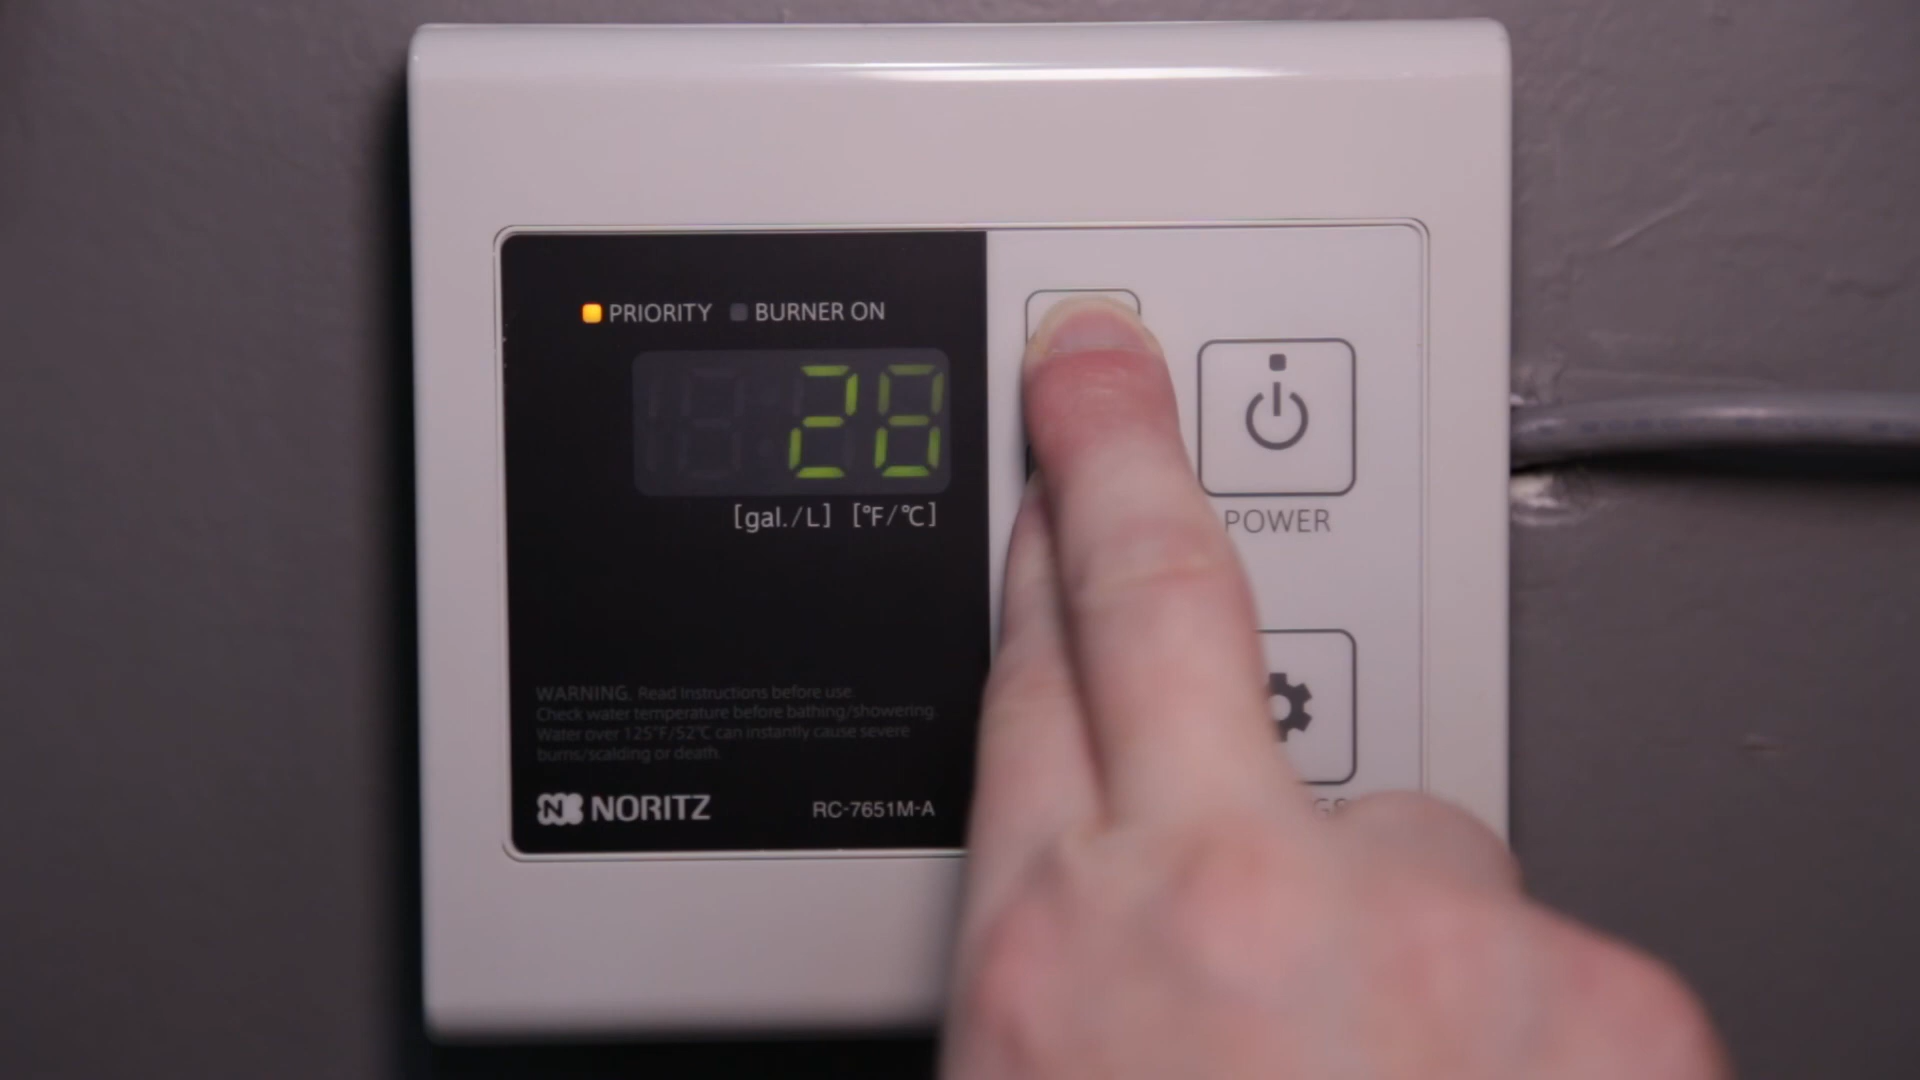 PRIORITY BURNER ON
28
[gal./L] [°F/°C]
POWER
WARNING. Read instructions before use.
Check water temperature before bathing/showering.
Water over 125°F/52°C can instantly cause severe
burns/scalding or death.
NORITZ RC-7651M-A